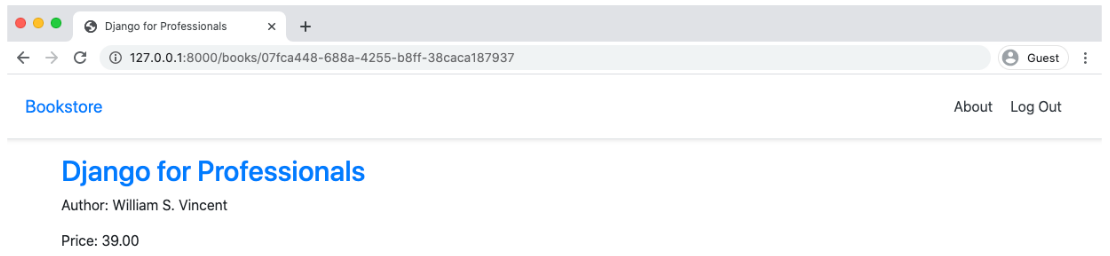 Django for Professionals
127.0.0.1:8000/books/07fca448-688a-4255-b8ff-38caca187937
Guest
Bookstore
About
Log Out
Django for Professionals
Author: William S. Vincent
Price: 39.00